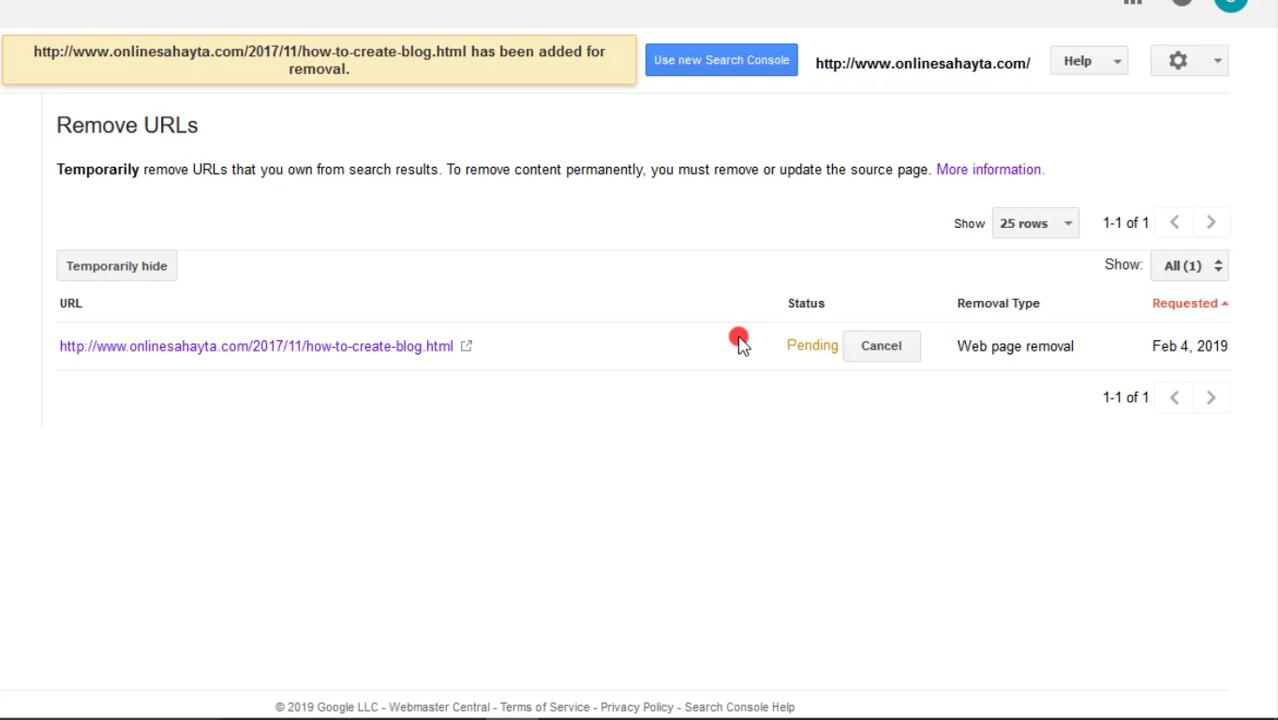 http://www.onlinesahayta.com/2017/11/how-to-create-blog.html has been added for
removal.
Use new Search Console
http://www.onlinesahayta.com/
Help
Remove URLs
Temporarily remove URLs that you own from search results. To remove content permanently, you must remove or update the source page. More information.
Show 25 rows 1-1 of 1
Temporarily hide Show: All (1)
URL Status Removal Type Requested
http://www.onlinesahayta.com/2017/11/how-to-create-blog.html Pending Cancel Web page removal Feb 4, 2019
1-1 of 1
© 2019 Google LLC - Webmaster Central - Terms of Service - Privacy Policy - Search Console Help